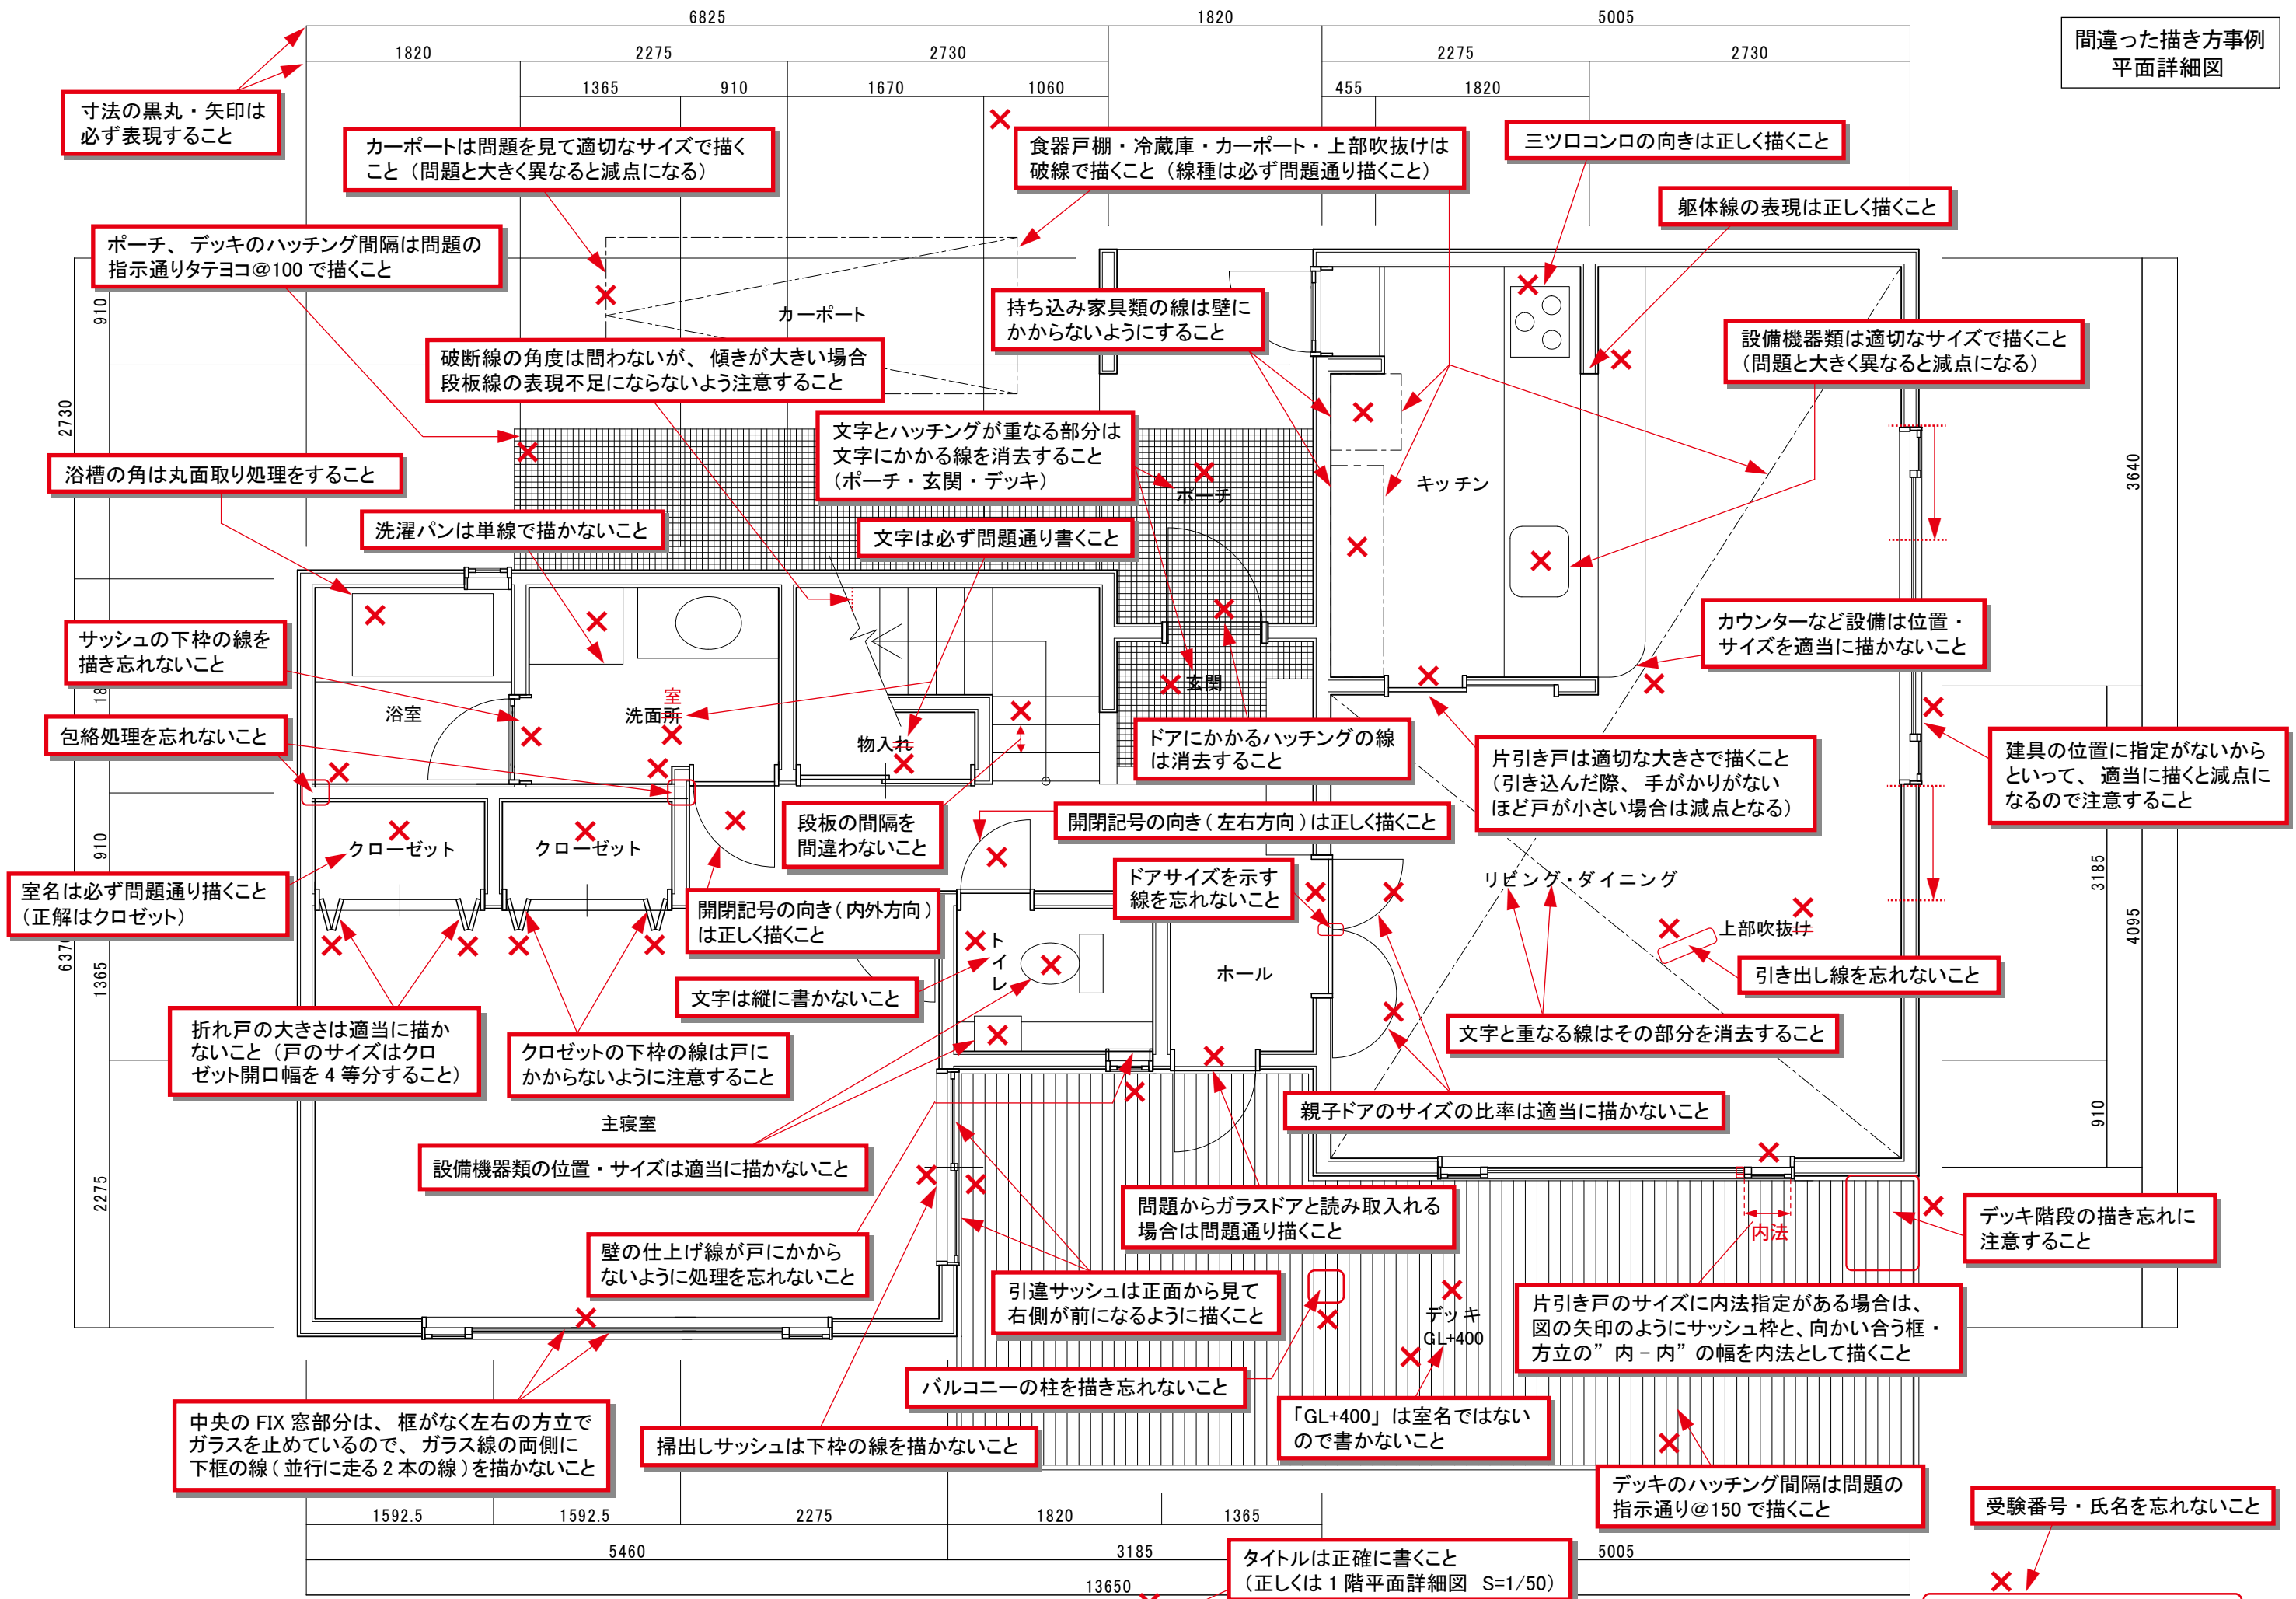 6825
1820
5005
間違った描き方事例
平面詳細図
1820
2275
2730
2275
2730
1365
910
1670
1060
455
1820
寸法の黒丸・矢印は
必ず表現すること
カーポートは問題を見て適切なサイズで描く
こと（問題と大きく異なると減点になる）
食器戸棚・冷蔵庫・カーポート・上部吹抜けは
破線で描くこと（線種は必ず問題通り描くこと）
三ツ口コンロの向きは正しく描くこと
躯体線の表現は正しく描くこと
ポーチ、デッキのハッチング間隔は問題の
指示通りタテヨコ@100で描くこと
910
カーポート
持ち込み家具類の線は壁に
かからないようにすること
設備機器類は適切なサイズで描くこと
（問題と大きく異なると減点になる）
破断線の角度は問わないが、傾きが大きい場合
段板線の表現不足にならないよう注意すること
2730
文字とハッチングが重なる部分は
文字にかかる線を消去すること
（ポーチ・玄関・デッキ）
浴槽の角は丸面取り処理をすること
ポーチ
キッチン
3640
洗濯パンは単線で描かないこと
文字は必ず問題通り書くこと
サッシュの下枠の線を
描き忘れないこと
カウンターなど設備は位置・
サイズを適当に描かないこと
18
浴室
室
洗面所
玄関
包絡処理を忘れないこと
物入れ
ドアにかかるハッチングの線
は消去すること
片引き戸は適切な大きさで描くこと
（引き込んだ際、手がかりがない
ほど戸が小さい場合は減点となる）
建具の位置に指定がないから
といって、適当に描くと減点に
なるので注意すること
段板の間隔を
間違わないこと
開閉記号の向き（左右方向）は正しく描くこと
910
クローゼット
クローゼット
室名は必ず問題通り描くこと
（正解はクロゼット）
ドアサイズを示す
線を忘れないこと
リビング・ダイニング
3185
開閉記号の向き（内外方向）
は正しく描くこと
上部吹抜け
4095
6370
1365
トイレ
ホール
引き出し線を忘れないこと
文字は縦に書かないこと
折れ戸の大きさは適当に描か
ないこと（戸のサイズはクロ
ゼット開口幅を4等分すること）
クロゼットの下枠の線は戸に
かからないように注意すること
文字と重なる線はその部分を消去すること
主寝室
親子ドアのサイズの比率は適当に描かないこと
910
設備機器類の位置・サイズは適当に描かないこと
2275
問題からガラスドアと読み取入れる
場合は問題通り描くこと
内法
デッキ階段の描き忘れに
注意すること
壁の仕上げ線が戸にかから
ないように処理を忘れないこと
引違サッシュは正面から見て
右側が前になるように描くこと
デッキ
GL+400
片引き戸のサイズに内法指定がある場合は、
図の矢印のようにサッシュ枠と、向かい合う框・
方立の”内－内”の幅を内法として描くこと
バルコニーの柱を描き忘れないこと
中央のFIX窓部分は、框がなく左右の方立で
ガラスを止めているので、ガラス線の両側に
下框の線（並行に走る2本の線）を描かないこと
掃出しサッシュは下枠の線を描かないこと
「GL+400」は室名ではない
ので書かないこと
デッキのハッチング間隔は問題の
指示通り@150で描くこと
受験番号・氏名を忘れないこと
1592.5
1592.5
2275
1820
1365
5460
3185
5005
タイトルは正確に書くこと
（正しくは1階平面詳細図 S=1/50）
13650